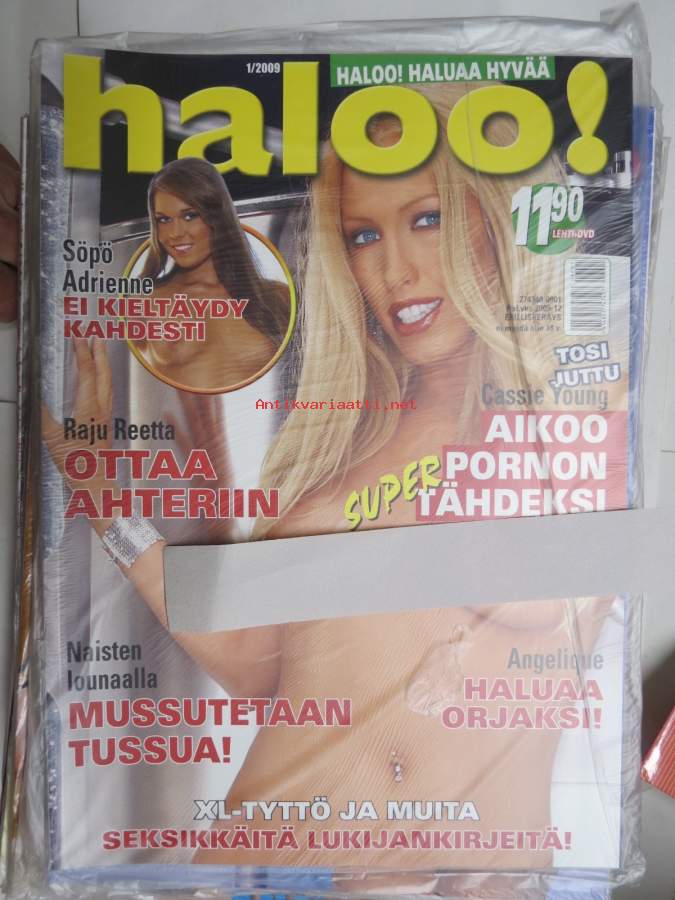 1/2009
HALOO! HALUAA HYVÄÄ
haloo!
11 90
LEHTI+DVD
Söpö
Adrienne
EI KIELTÄYDY
KAHDESTI
TOSI
JUTTU
Cassie Young
AIKOO
SUPER PORNON
TÄHDEKSI
Antikvariaatti.net
Raju Reetta
OTTAA
AHTERIIN
Naisten
lounaalla
MUSSUTETAAN
TUSSUA!
Angelique
HALUAA
ORJAKSI!
XL-TYTTÖ JA MUITA
SEKSIKKÄITÄ LUKIJANKIRJEITÄ!